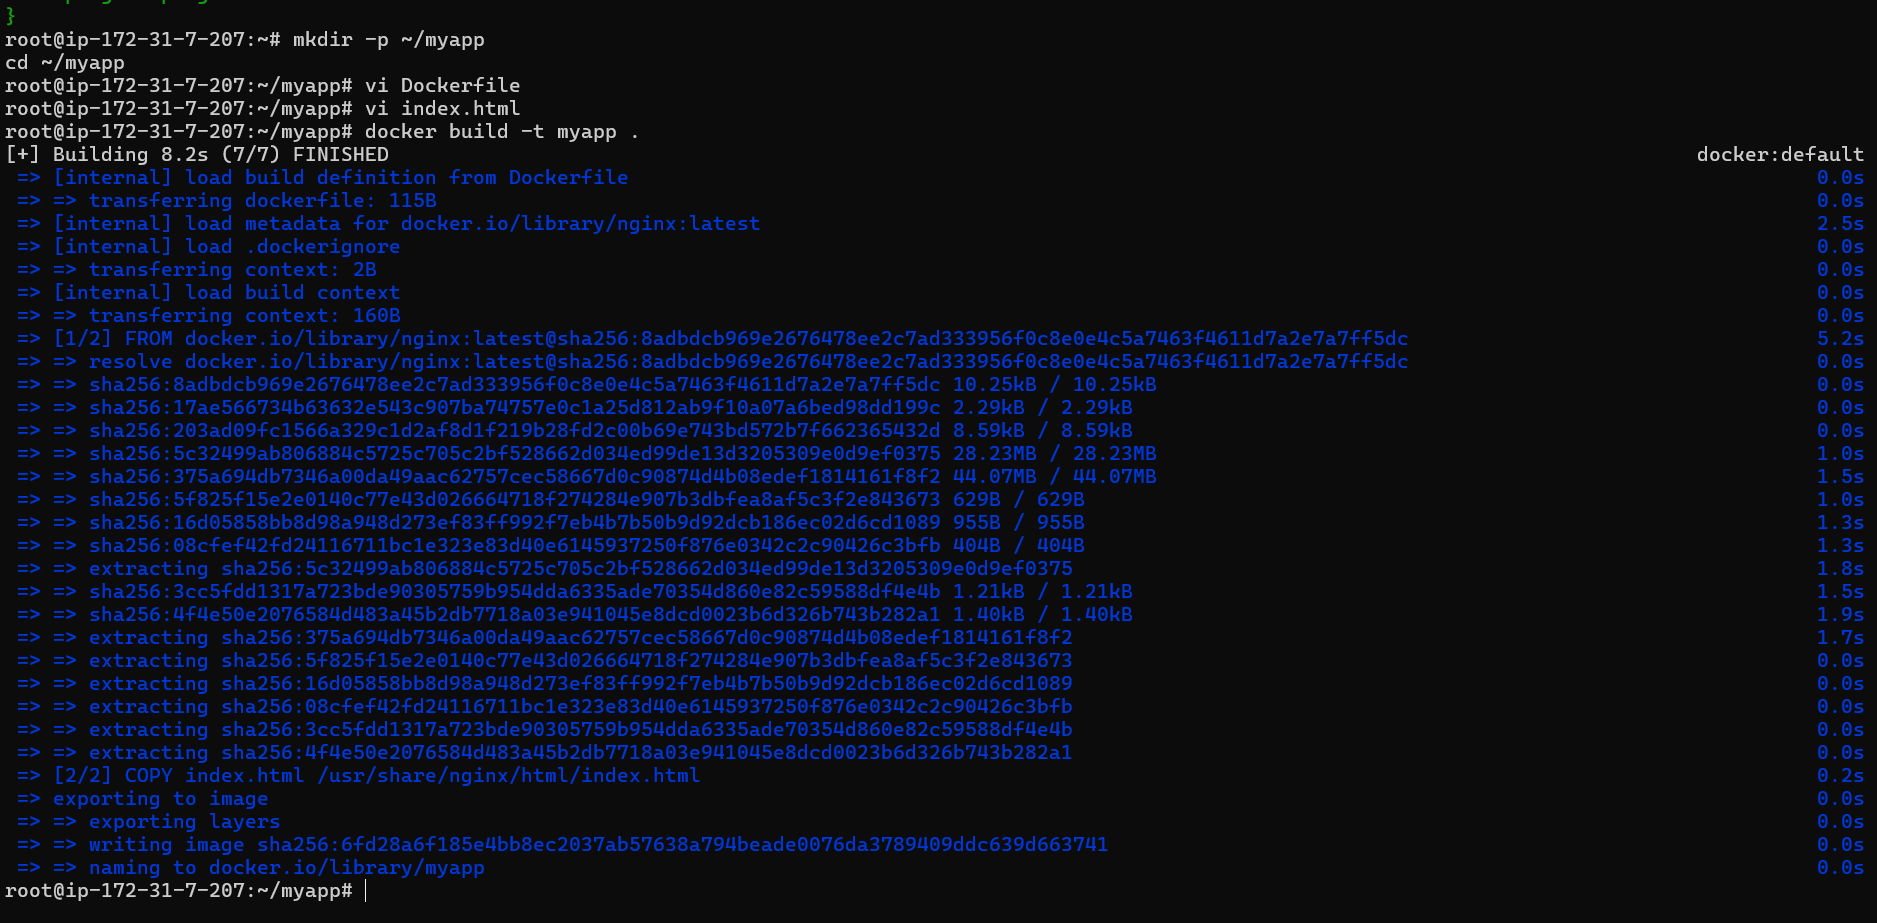 }
root@ip-172-31-7-207:~# mkdir -p ~/myapp
cd ~/myapp
root@ip-172-31-7-207:~/myapp# vi Dockerfile
root@ip-172-31-7-207:~/myapp# vi index.html
root@ip-172-31-7-207:~/myapp# docker build -t myapp .
[+] Building 8.2s (7/7) FINISHED docker:default
=> [internal] load build definition from Dockerfile 0.0s
=> => transferring dockerfile: 115B 0.0s
=> [internal] load metadata for docker.io/library/nginx:latest 2.5s
=> [internal] load .dockerignore 0.0s
=> => transferring context: 2B 0.0s
=> [internal] load build context 0.0s
=> => transferring context: 160B 0.0s
=> [1/2] FROM docker.io/library/nginx:latest@sha256:8adbdcb969e2676478ee2c7ad333956f0c8e0e4c5a7463f4611d7a2e7a7ff5dc 5.2s
=> => resolve docker.io/library/nginx:latest@sha256:8adbdcb969e2676478ee2c7ad333956f0c8e0e4c5a7463f4611d7a2e7a7ff5dc 0.0s
=> => sha256:8adbdcb969e2676478ee2c7ad333956f0c8e0e4c5a7463f4611d7a2e7a7ff5dc 10.25kB / 10.25kB 0.0s
=> => sha256:17ae566734b63632e543c907ba74757e0c1a25d812ab9f10a07a6bed98dd199c 2.29kB / 2.29kB 0.0s
=> => sha256:203ad09fc1566a329c1d2af8d1f219b28fd2c00b69e743bd572b7f662365432d 8.59kB / 8.59kB 0.0s
=> => sha256:5c32499ab806884c5725c705c2bf528662d034ed99de13d3205309e0d9ef0375 28.23MB / 28.23MB 1.0s
=> => sha256:375a694db7346a00da49aac62757cec58667d0c90874d4b08edef1814161f8f2 44.07MB / 44.07MB 1.5s
=> => sha256:5f825f15e2e0140c77e43d026664718f274284e907b3dbfea8af5c3f2e843673 629B / 629B 1.0s
=> => sha256:16d05858bb8d98a948d273ef83ff992f7eb4b7b50b9d92dcb186ec02d6cd1089 955B / 955B 1.3s
=> => sha256:08cfef42fd24116711bc1e323e83d40e6145937250f876e0342c2c90426c3bfb 404B / 404B 1.3s
=> => extracting sha256:5c32499ab806884c5725c705c2bf528662d034ed99de13d3205309e0d9ef0375 1.8s
=> => sha256:3cc5fdd1317a723bde90305759b954dda6335ade70354d860e82c59588df4e4b 1.21kB / 1.21kB 1.5s
=> => sha256:4f4e50e2076584d483a45b2db7718a03e941045e8dcd0023b6d326b743b282a1 1.40kB / 1.40kB 1.9s
=> => extracting sha256:375a694db7346a00da49aac62757cec58667d0c90874d4b08edef1814161f8f2 1.7s
=> => extracting sha256:5f825f15e2e0140c77e43d026664718f274284e907b3dbfea8af5c3f2e843673 0.0s
=> => extracting sha256:16d05858bb8d98a948d273ef83ff992f7eb4b7b50b9d92dcb186ec02d6cd1089 0.0s
=> => extracting sha256:08cfef42fd24116711bc1e323e83d40e6145937250f876e0342c2c90426c3bfb 0.0s
=> => extracting sha256:3cc5fdd1317a723bde90305759b954dda6335ade70354d860e82c59588df4e4b 0.0s
=> => extracting sha256:4f4e50e2076584d483a45b2db7718a03e941045e8dcd0023b6d326b743b282a1 0.0s
=> [2/2] COPY index.html /usr/share/nginx/html/index.html 0.2s
=> exporting to image 0.0s
=> => exporting layers 0.0s
=> => writing image sha256:6fd28a6f185e4bb8ec2037ab57638a794beade0076da3789409ddc639d663741 0.0s
=> => naming to docker.io/library/myapp 0.0s
root@ip-172-31-7-207:~/myapp#